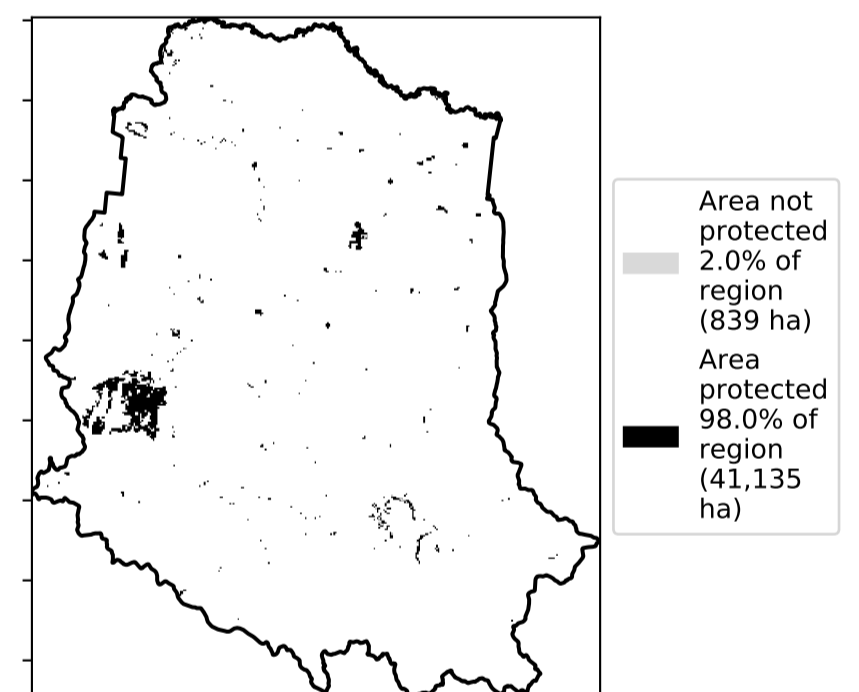 Area not
protected
2.0% of
region
(839 ha)
Area
protected
98.0% of
region
(41,135
ha)